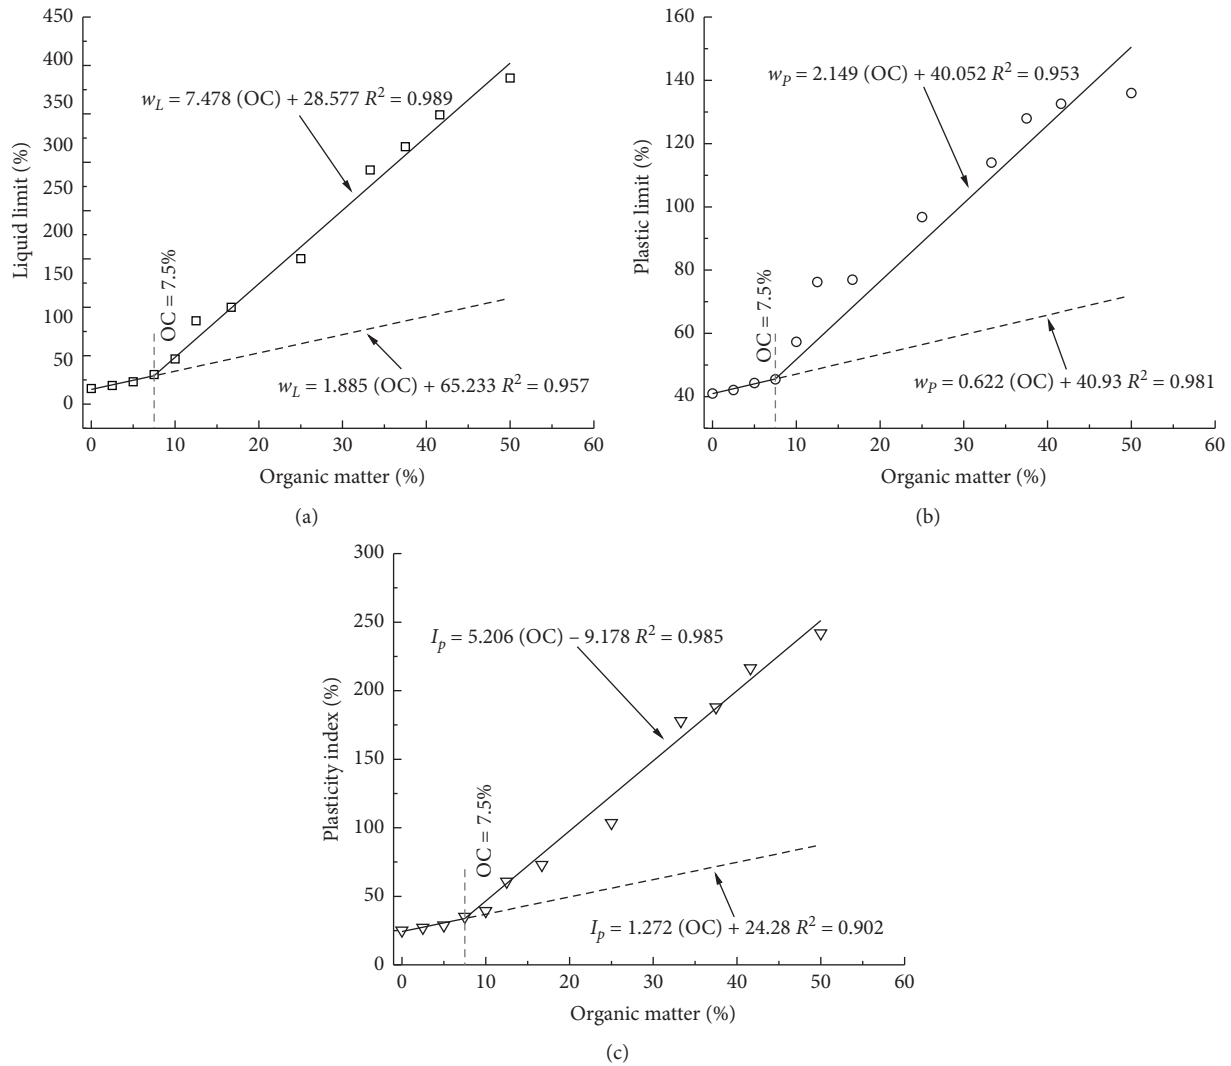 450
400
350
300
250
200
150
100
50
0
Liquid limit (%)
w_L = 7.478 (OC) + 28.577 R² = 0.989
OC = 7.5%
w_L = 1.885 (OC) + 65.233 R² = 0.957
0 10 20 30 40 50 60
Organic matter (%)
(a)
160
140
120
100
80
60
40
Plastic limit (%)
w_P = 2.149 (OC) + 40.052 R² = 0.953
OC = 7.5%
w_P = 0.622 (OC) + 40.93 R² = 0.981
0 10 20 30 40 50 60
Organic matter (%)
(b)
300
250
200
150
100
50
0
Plasticity index (%)
I_p = 5.206 (OC) – 9.178 R² = 0.985
OC = 7.5%
I_p = 1.272 (OC) + 24.28 R² = 0.902
0 10 20 30 40 50 60
Organic matter (%)
(c)